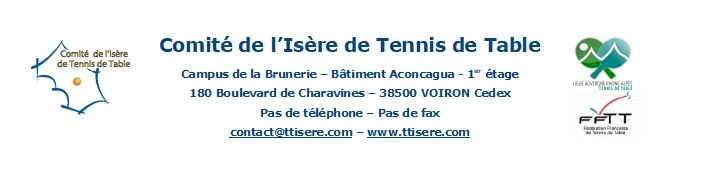 Comité de l'Isère
de Tennis de Table
Comité de l’Isère de Tennis de Table
Campus de la Brunerie – Bâtiment Aconcagua - 1er étage
180 Boulevard de Charavines – 38500 VOIRON Cedex
Pas de téléphone – Pas de fax
contact@ttisere.com – www.ttisere.com
LIGUE AUVERGNE RHONE-ALPES
TENNIS DE TABLE
FFTT
Fédération Française
de Tennis de Table